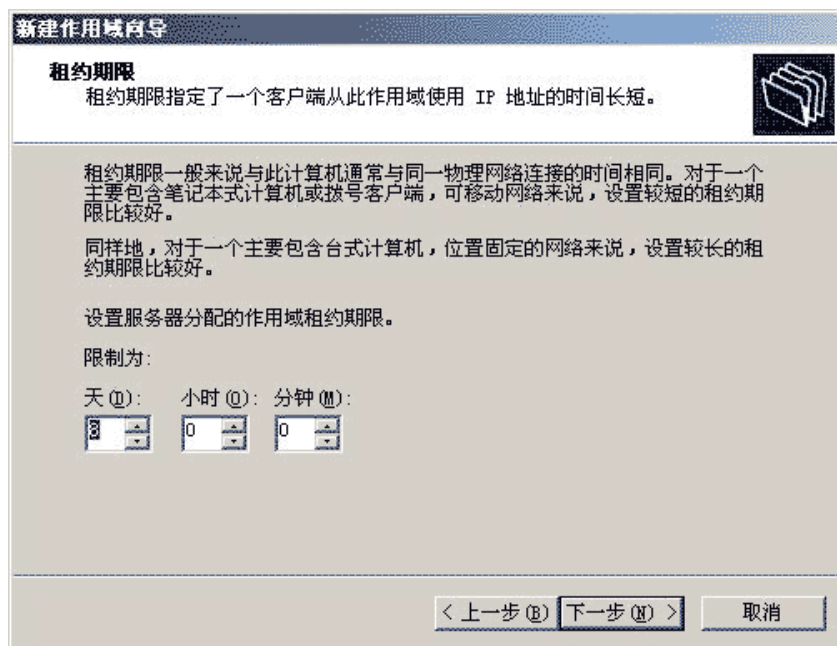 新建作用域向导
租约期限
租约期限指定了一个客户端从此作用域使用 IP 地址的时间长短。
租约期限一般来说与此计算机通常与同一物理网络连接的时间相同。对于一个
主要包含笔记本式计算机或拨号客户端，可移动网络来说，设置较短的租约期
限比较好。
同样地，对于一个主要包含台式计算机，位置固定的网络来说，设置较长的租
约期限比较好。
设置服务器分配的作用域租约期限。
限制为:
天(D): 小时(O): 分钟(M):
8 0 0
< 上一步(B) 下一步(N) > 取消